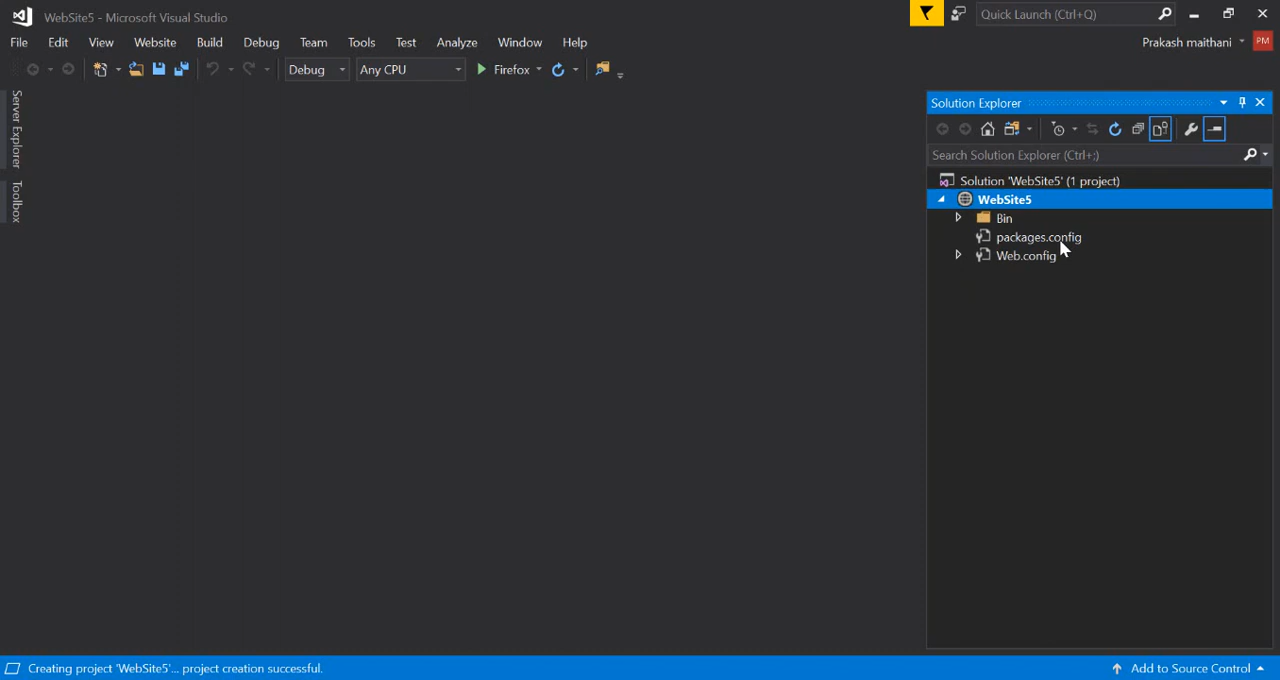 WebSite5 - Microsoft Visual Studio
Quick Launch (Ctrl+Q)
File Edit View Website Build Debug Team Tools Test Analyze Window Help
Prakash maithani PM
Debug Any CPU Firefox
Server Explorer
Toolbox
Solution Explorer
Search Solution Explorer (Ctrl+;)
Solution 'WebSite5' (1 project)
WebSite5
Bin
packages.config
Web.config
Creating project 'WebSite5'... project creation successful.
Add to Source Control